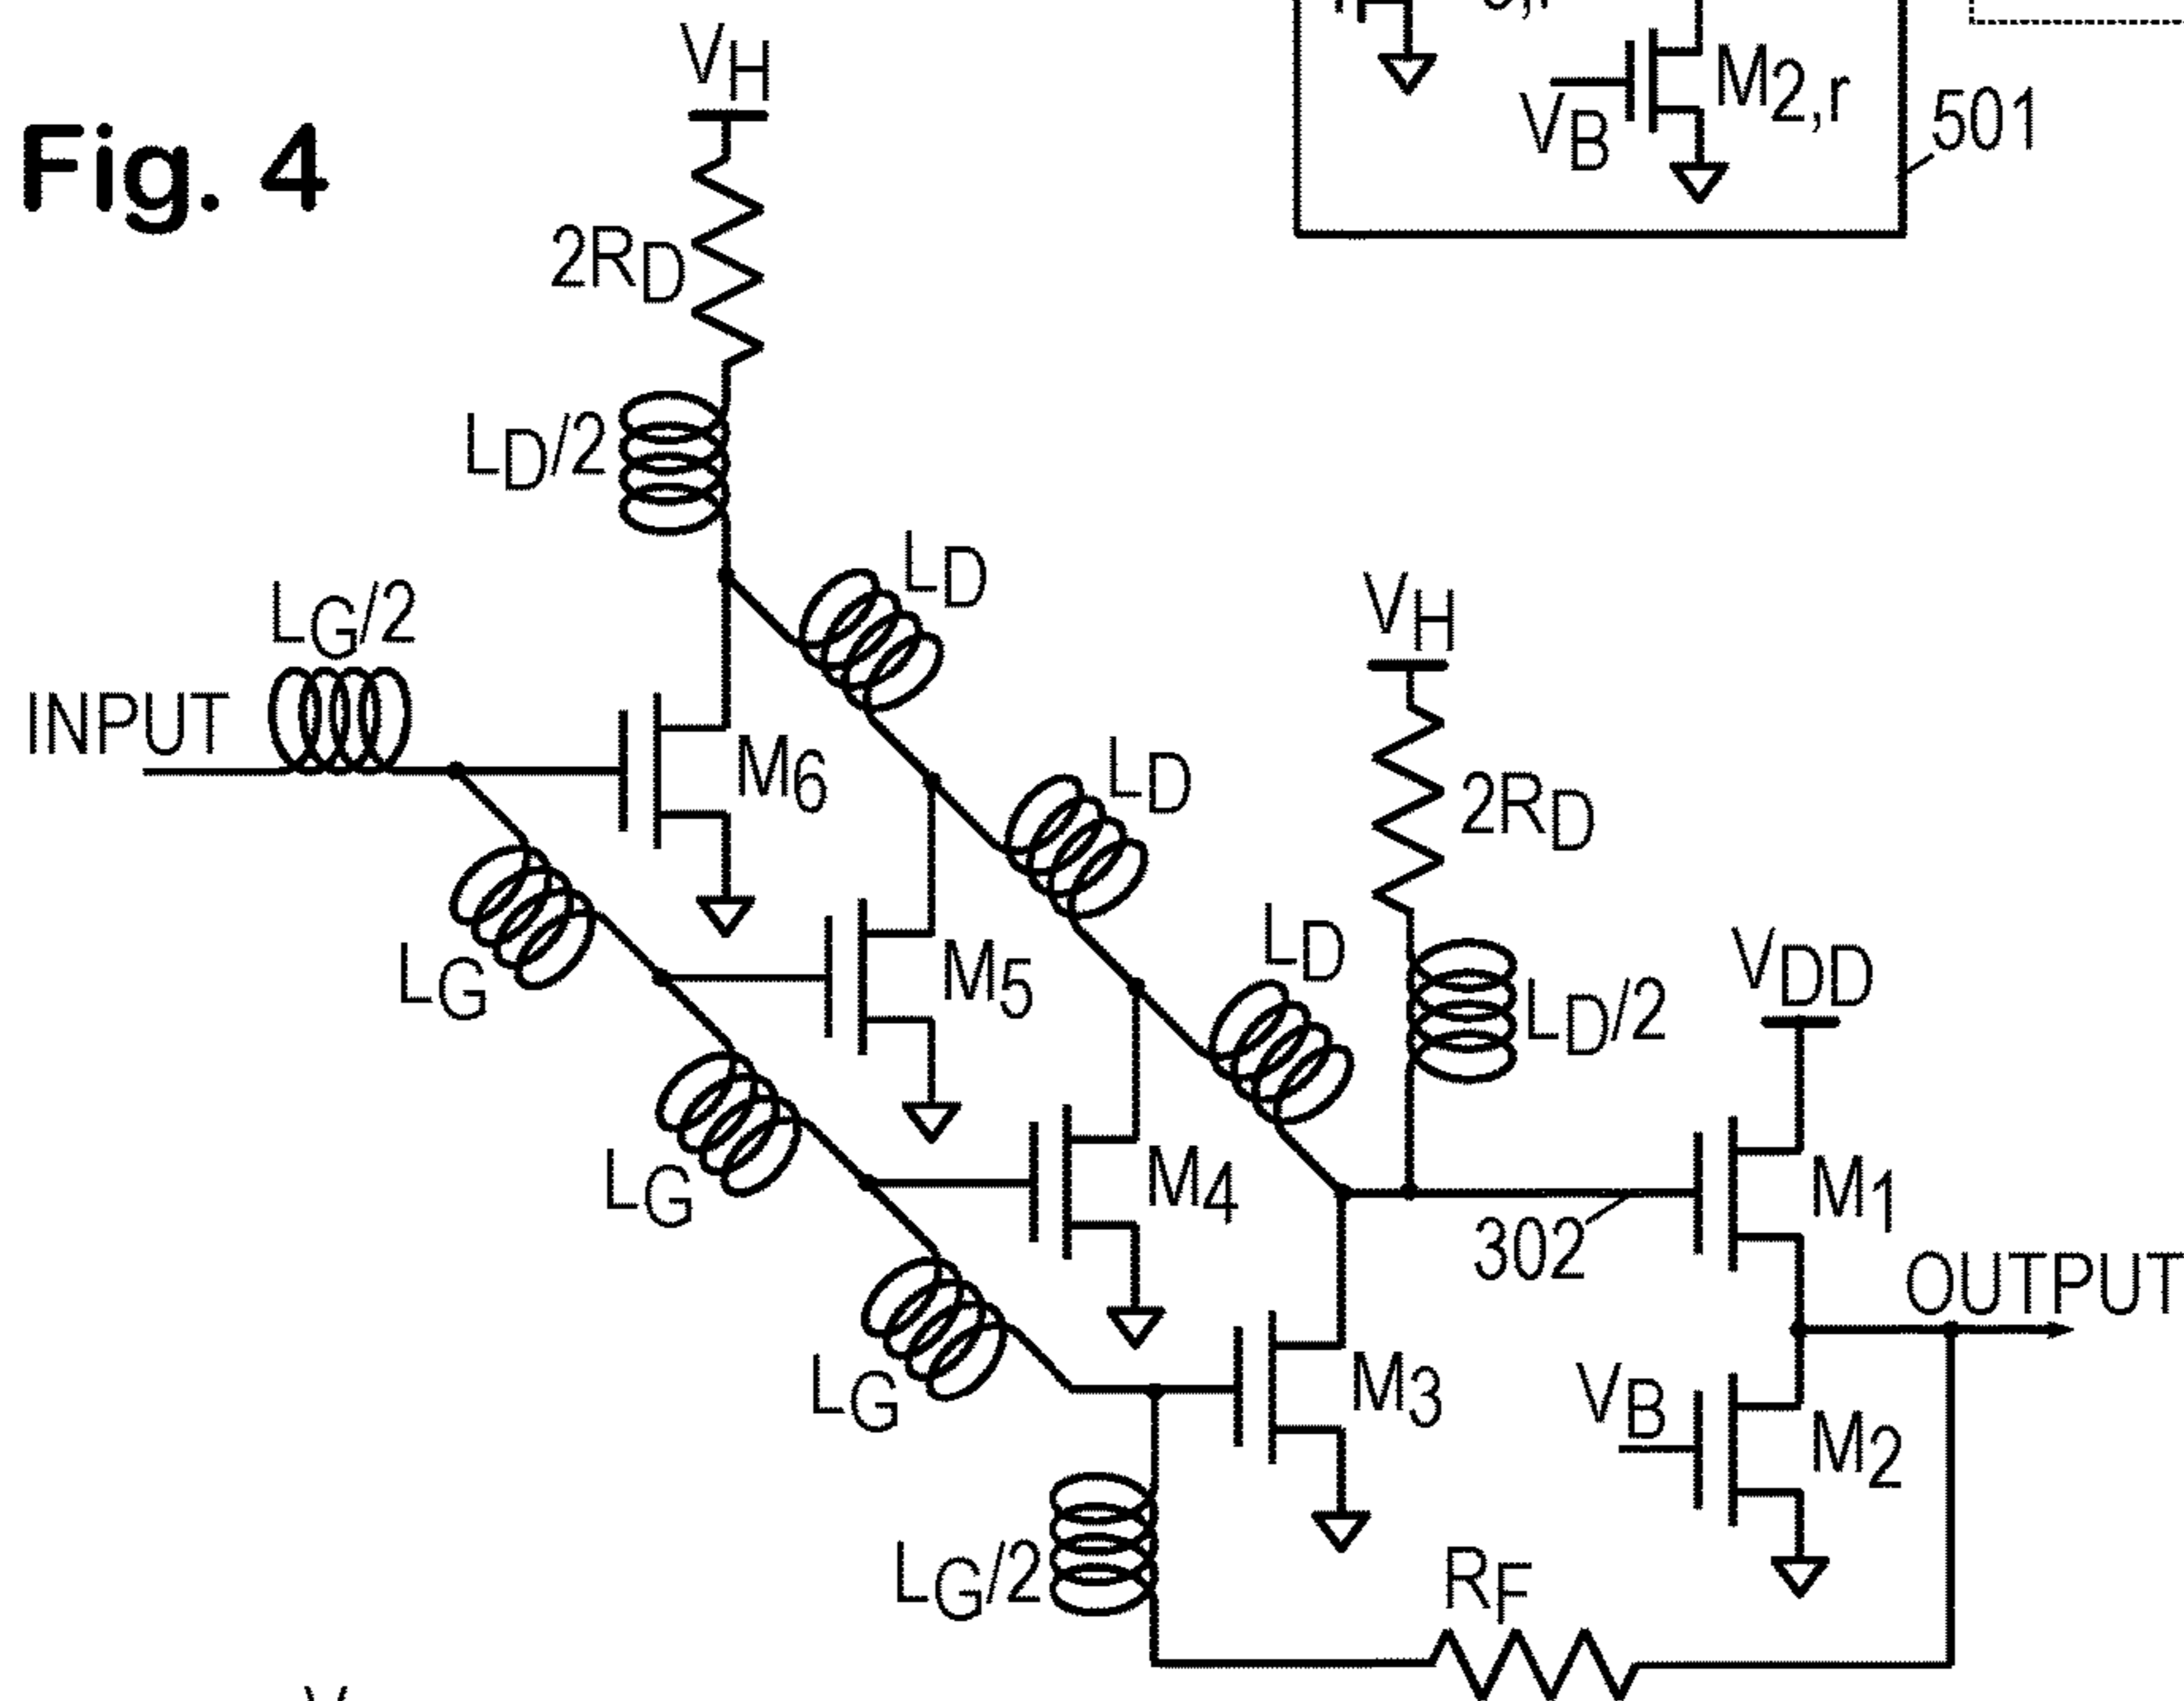 Fig. 4
VH
2RD
LD/2
VB
M2,r
501
LG/2
INPUT
LD
M6
LD
VH
2RD
LG
M5
LD
LD/2
VDD
LG
M4
302
M1
OUTPUT
LG
M3
VB
M2
LG/2
RF